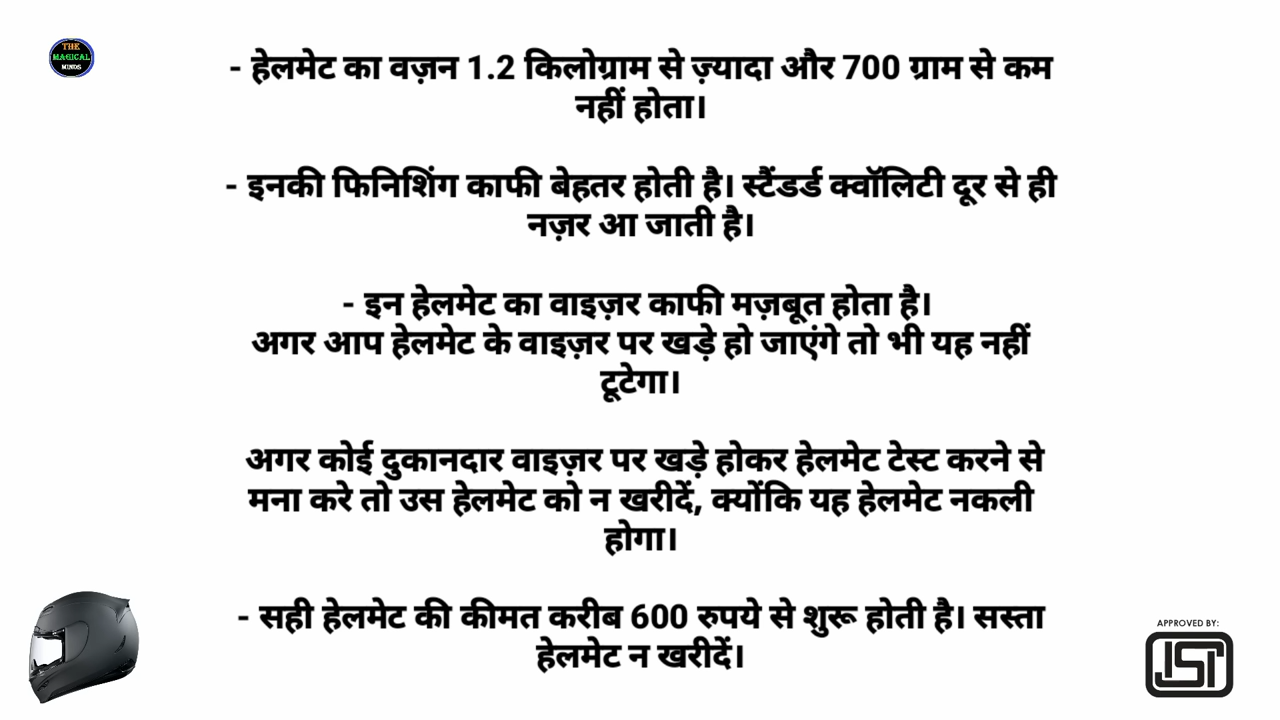 THE
MAGICAL
MINDS
- हेलमेट का वज़न 1.2 किलोग्राम से ज़्यादा और 700 ग्राम से कम
नहीं होता।
- इनकी फिनिशिंग काफी बेहतर होती है। स्टैंडर्ड क्वॉलिटी दूर से ही
नज़र आ जाती है।
- इन हेलमेट का वाइज़र काफी मज़बूत होता है।
अगर आप हेलमेट के वाइज़र पर खड़े हो जाएंगे तो भी यह नहीं
टूटेगा।
अगर कोई दुकानदार वाइज़र पर खड़े होकर हेलमेट टेस्ट करने से
मना करे तो उस हेलमेट को न खरीदें, क्योंकि यह हेलमेट नकली
होगा।
- सही हेलमेट की कीमत करीब 600 रुपये से शुरू होती है। सस्ता
हेलमेट न खरीदें।
APPROVED BY:
ISI